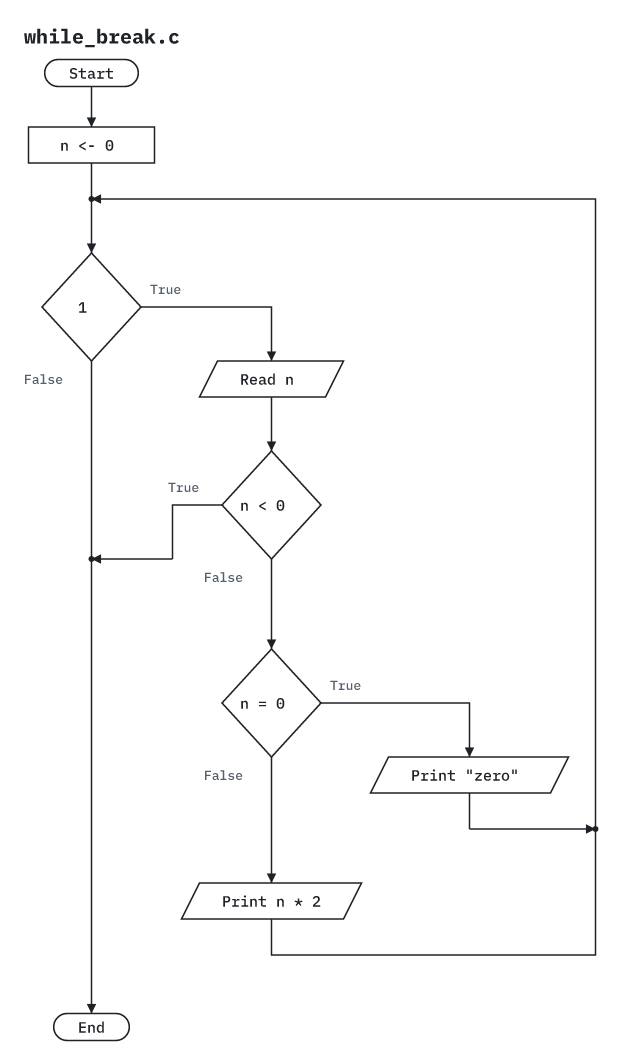 while_break.c
Start
n <- 0
1
True
False
Read n
n < 0
True
False
n = 0
True
False
Print "zero"
Print n * 2
End